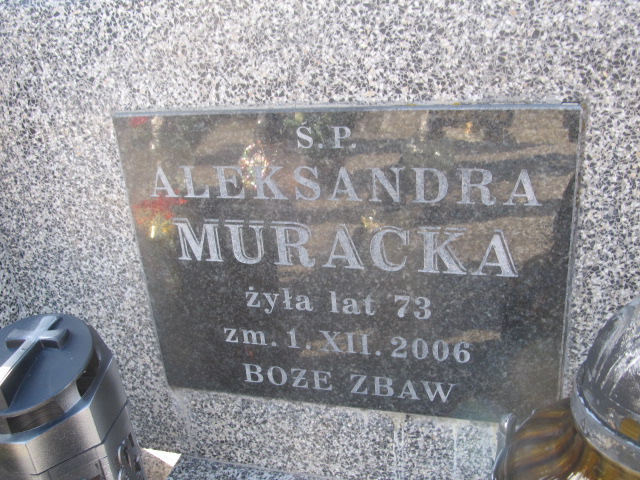 Ś.P.
ALEKSANDRA
MURACKA
żyła lat 73
zm. 1. XII. 2006
BOŻE ZBAW